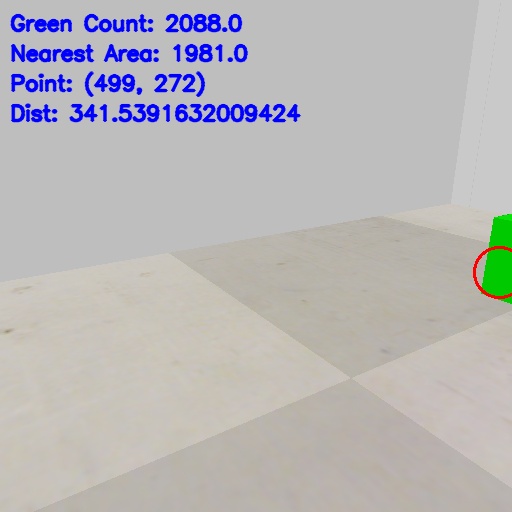 Green Count: 2088.0
Nearest Area: 1981.0
Point: (499, 272)
Dist: 341.5391632009424